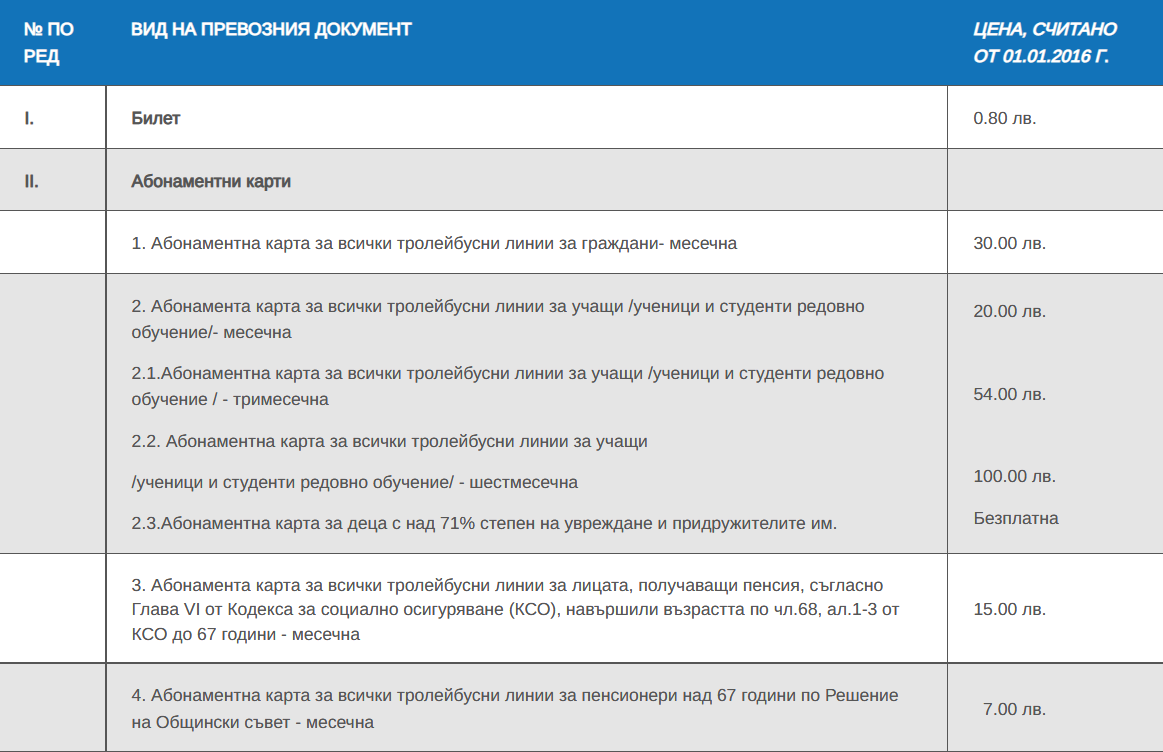 № ПО РЕД
ВИД НА ПРЕВОЗНИЯ ДОКУМЕНТ
ЦЕНА, СЧИТАНО
ОТ 01.01.2016 Г.
I.
Билет
0.80 лв.
II.
Абонаментни карти
1. Абонаментна карта за всички тролейбусни линии за граждани- месечна
30.00 лв.
2. Абонамента карта за всички тролейбусни линии за учащи /ученици и студенти редовно
обучение/- месечна
20.00 лв.
2.1.Абонаментна карта за всички тролейбусни линии за учащи /ученици и студенти редовно
обучение / - тримесечна
54.00 лв.
2.2. Абонаментна карта за всички тролейбусни линии за учащи
/ученици и студенти редовно обучение/ - шестмесечна
100.00 лв.
2.3.Абонаментна карта за деца с над 71% степен на увреждане и придружителите им.
Безплатна
3. Абонамента карта за всички тролейбусни линии за лицата, получаващи пенсия, съгласно
Глава VI от Кодекса за социално осигуряване (КСО), навършили възрастта по чл.68, ал.1-3 от
КСО до 67 години - месечна
15.00 лв.
4. Абонаментна карта за всички тролейбусни линии за пенсионери над 67 години по Решение
на Общински съвет - месечна
7.00 лв.